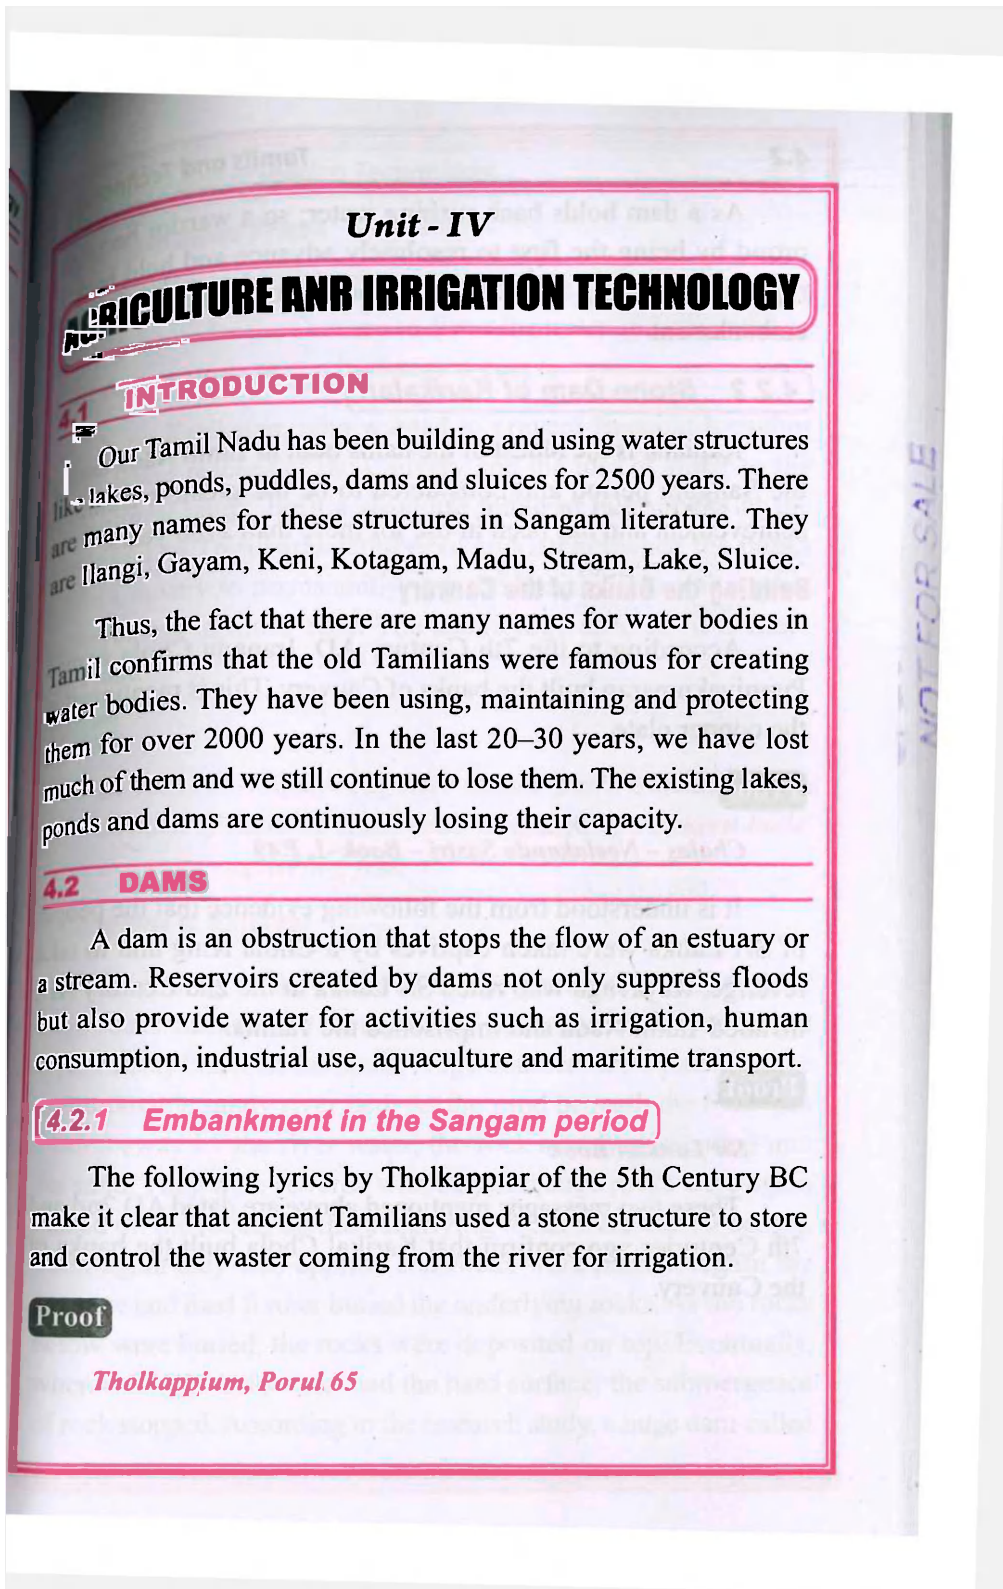 Unit - IV
AGRICULTURE ANR IRRIGATION TECHNOLOGY
4.1 INTRODUCTION
Our Tamil Nadu has been building and using water structures
like lakes, ponds, puddles, dams and sluices for 2500 years. There
are many names for these structures in Sangam literature. They
are Ilangi, Gayam, Keni, Kotagam, Madu, Stream, Lake, Sluice.
Thus, the fact that there are many names for water bodies in
Tamil confirms that the old Tamilians were famous for creating
water bodies. They have been using, maintaining and protecting
them for over 2000 years. In the last 20–30 years, we have lost
much of them and we still continue to lose them. The existing lakes,
ponds and dams are continuously losing their capacity.
4.2 DAMS
A dam is an obstruction that stops the flow of an estuary or
a stream. Reservoirs created by dams not only suppress floods
but also provide water for activities such as irrigation, human
consumption, industrial use, aquaculture and maritime transport.
4.2.1 Embankment in the Sangam period
The following lyrics by Tholkappiar of the 5th Century BC
make it clear that ancient Tamilians used a stone structure to store
and control the waster coming from the river for irrigation.
Proof
Tholkappium, Porul 65
NOT FOR SALE